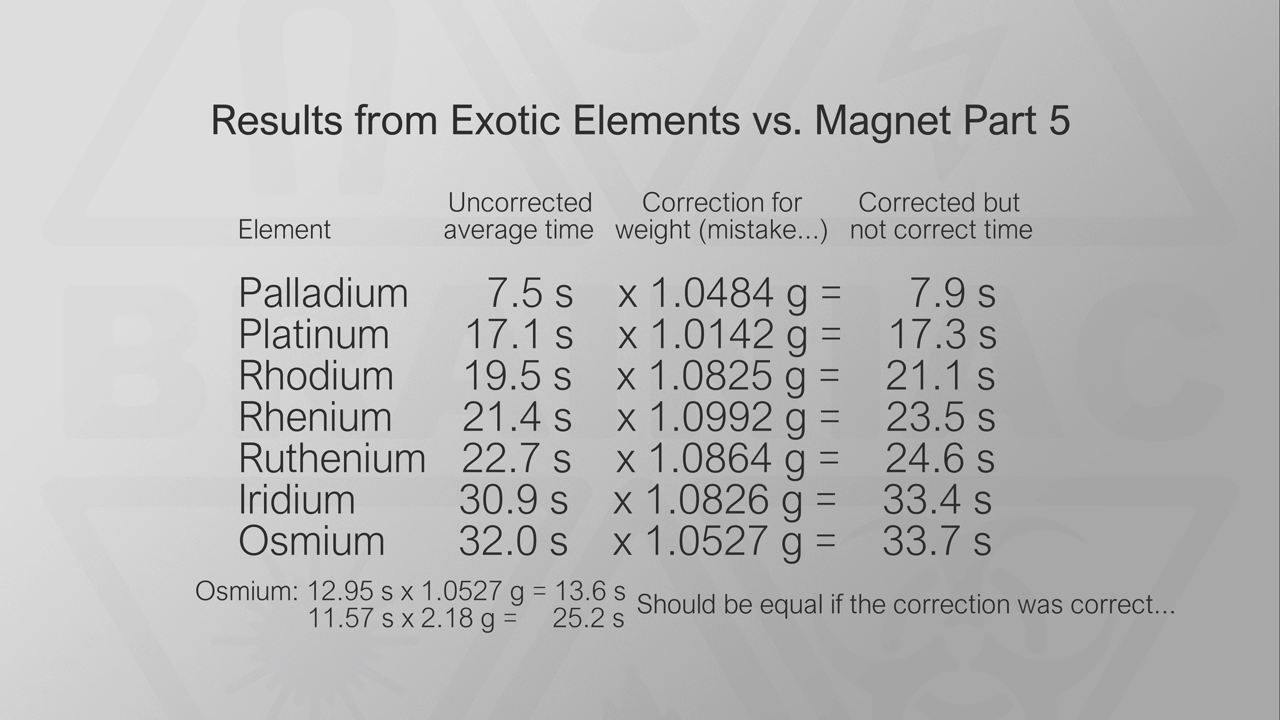 Results from Exotic Elements vs. Magnet Part 5
Element Uncorrected average time Correction for weight (mistake...) Corrected but not correct time
Palladium 7.5 s x 1.0484 g = 7.9 s
Platinum 17.1 s x 1.0142 g = 17.3 s
Rhodium 19.5 s x 1.0825 g = 21.1 s
Rhenium 21.4 s x 1.0992 g = 23.5 s
Ruthenium 22.7 s x 1.0864 g = 24.6 s
Iridium 30.9 s x 1.0826 g = 33.4 s
Osmium 32.0 s x 1.0527 g = 33.7 s
Osmium: 12.95 s x 1.0527 g = 13.6 s
11.57 s x 2.18 g = 25.2 s
Should be equal if the correction was correct...
BRAINIAC